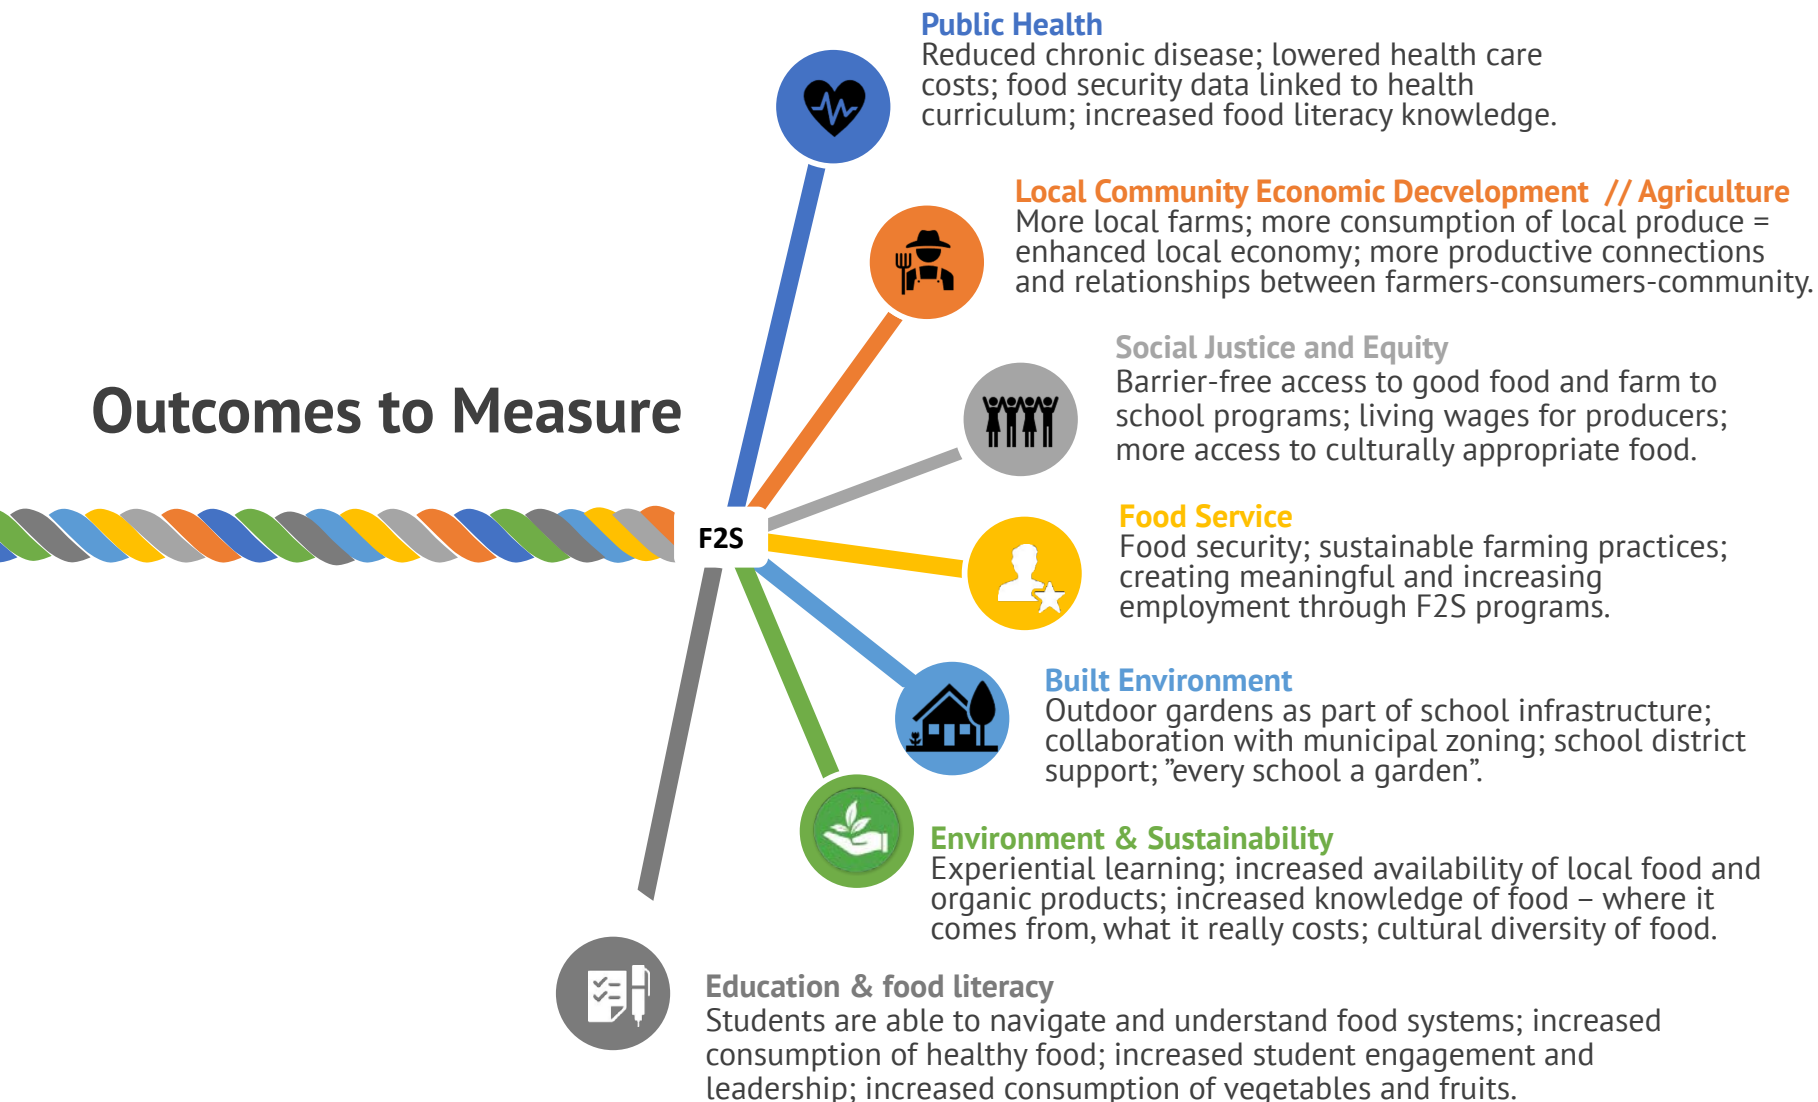 Public Health
Reduced chronic disease; lowered health care
costs; food security data linked to health
curriculum; increased food literacy knowledge.
Local Community Economic Decvelopment // Agriculture
More local farms; more consumption of local produce =
enhanced local economy; more productive connections
and relationships between farmers-consumers-community.
Social Justice and Equity
Barrier-free access to good food and farm to
school programs; living wages for producers;
more access to culturally appropriate food.
Outcomes to Measure
F2S
Food Service
Food security; sustainable farming practices;
creating meaningful and increasing
employment through F2S programs.
Built Environment
Outdoor gardens as part of school infrastructure;
collaboration with municipal zoning; school district
support; ”every school a garden”.
Environment & Sustainability
Experiential learning; increased availability of local food and
organic products; increased knowledge of food – where it
comes from, what it really costs; cultural diversity of food.
Education & food literacy
Students are able to navigate and understand food systems; increased
consumption of healthy food; increased student engagement and
leadership; increased consumption of vegetables and fruits.